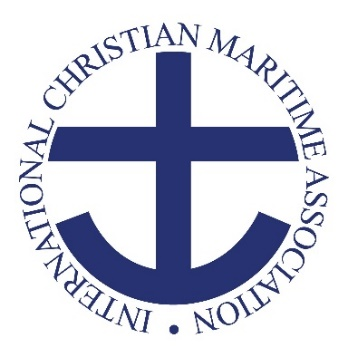 INTERNATIONAL CHRISTIAN MARITIME ASSOCIATION •